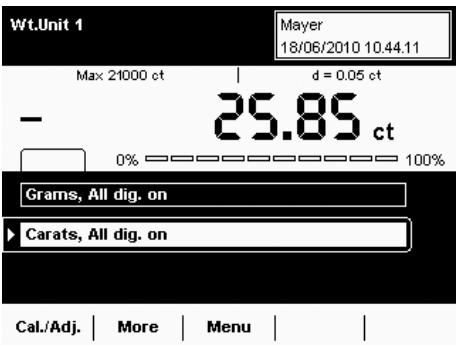 Wt.Unit 1
Mayer
18/06/2010 10.44.11
Max 21000 ct | d = 0.05 ct
– 25.85 ct
0% 100%
Grams, All dig. on
Carats, All dig. on
Cal./Adj. | More | Menu | |